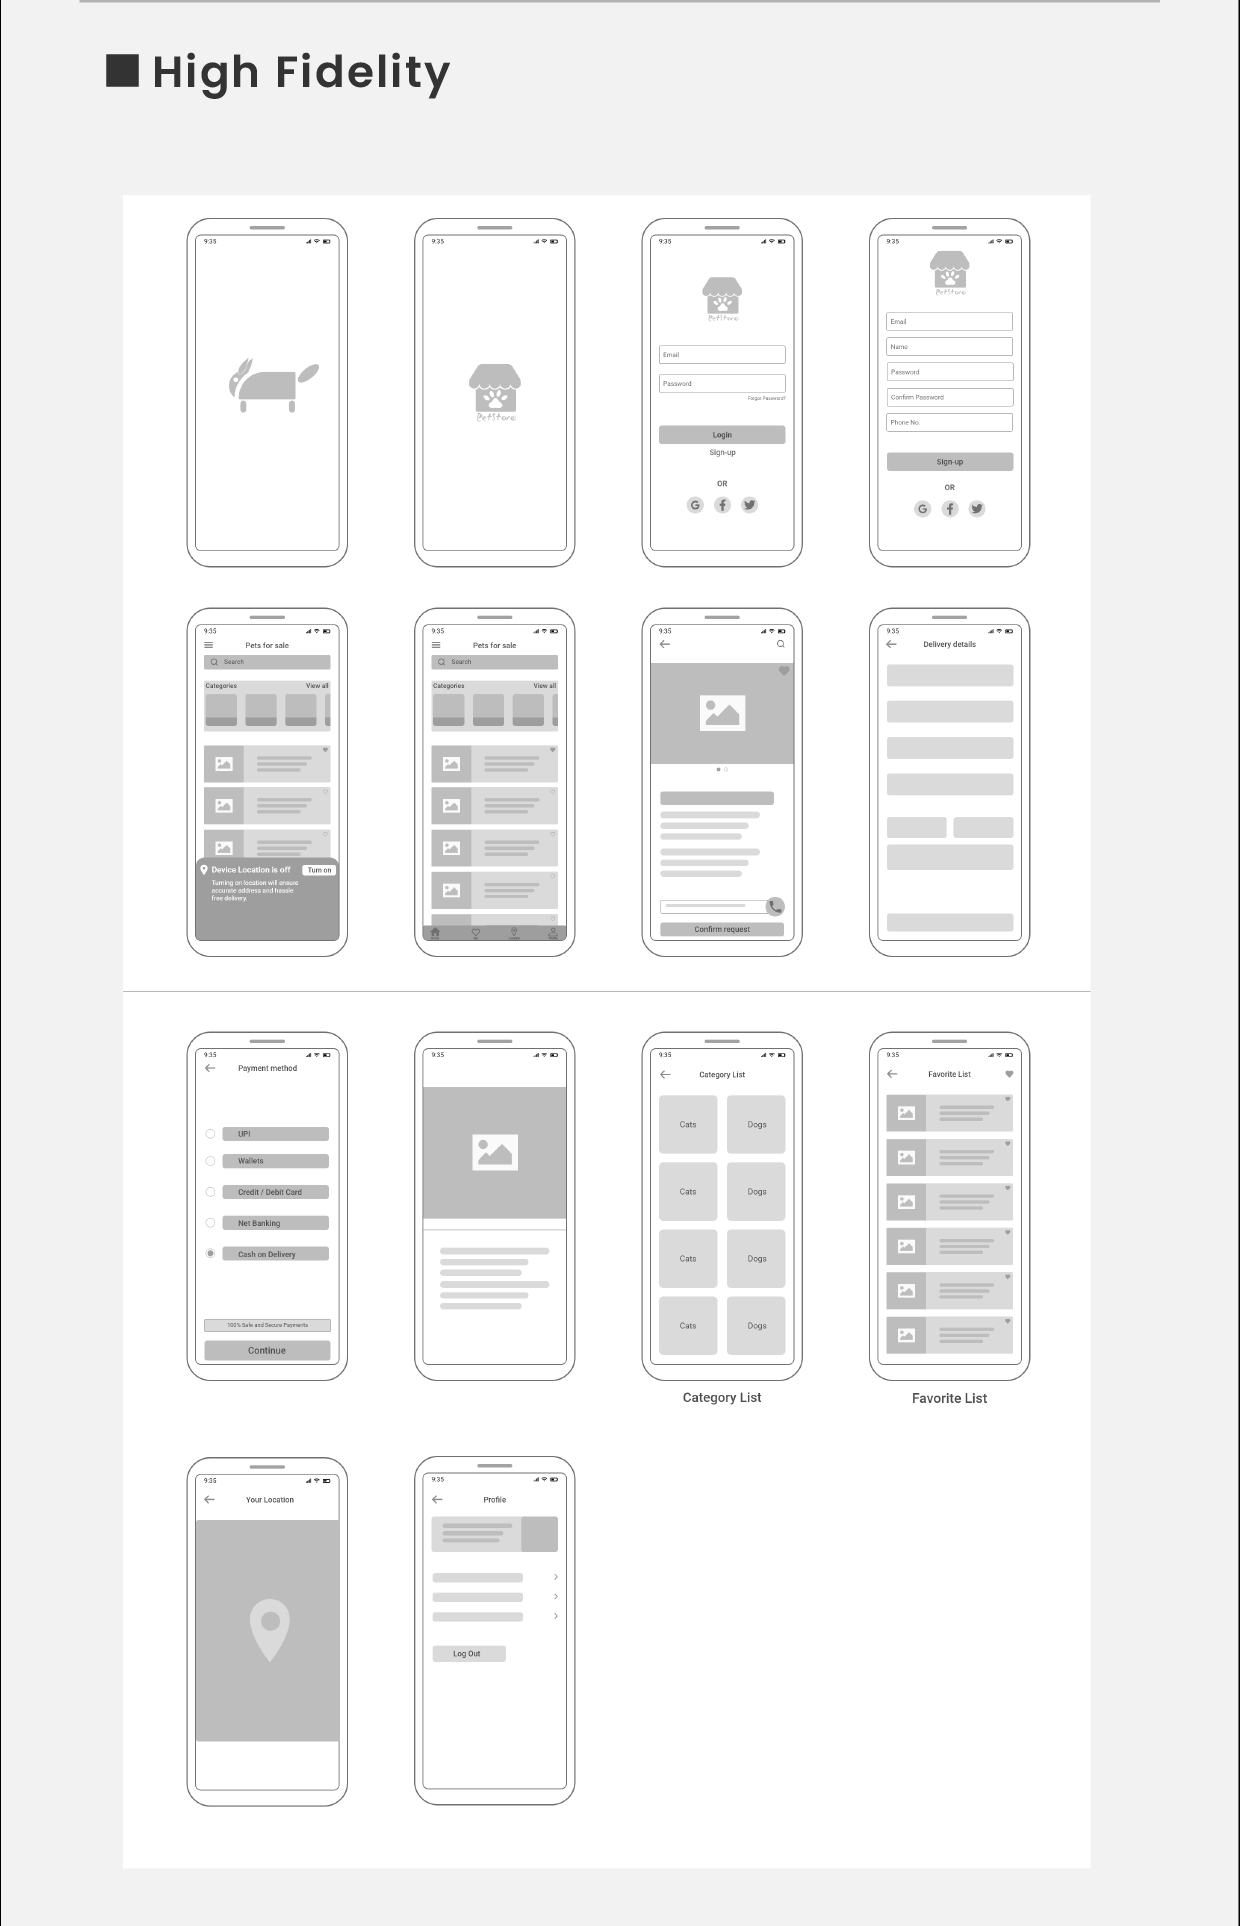 High Fidelity
9:35
9:35
PetStore
9:35
PetStore
Email
Password
Forgot Password?
Login
Sign-up
OR
9:35
PetStore
Email
Name
Password
Confirm Password
Phone No.
Sign-up
OR
9:35
Pets for sale
Search
Categories View all
Device Location is off Turn on
Turning on location will ensure
accurate address and hassle
free delivery.
9:35
Pets for sale
Search
Categories View all
9:35
Confirm request
9:35
Delivery details
9:35
Payment method
UPI
Wallets
Credit / Debit Card
Net Banking
Cash on Delivery
100% Safe and Secure Payments
Continue
9:35
9:35
Category List
Cats Dogs
Cats Dogs
Cats Dogs
Cats Dogs
Category List
9:35
Favorite List
Favorite List
9:35
Your Location
9:35
Profile
Log Out